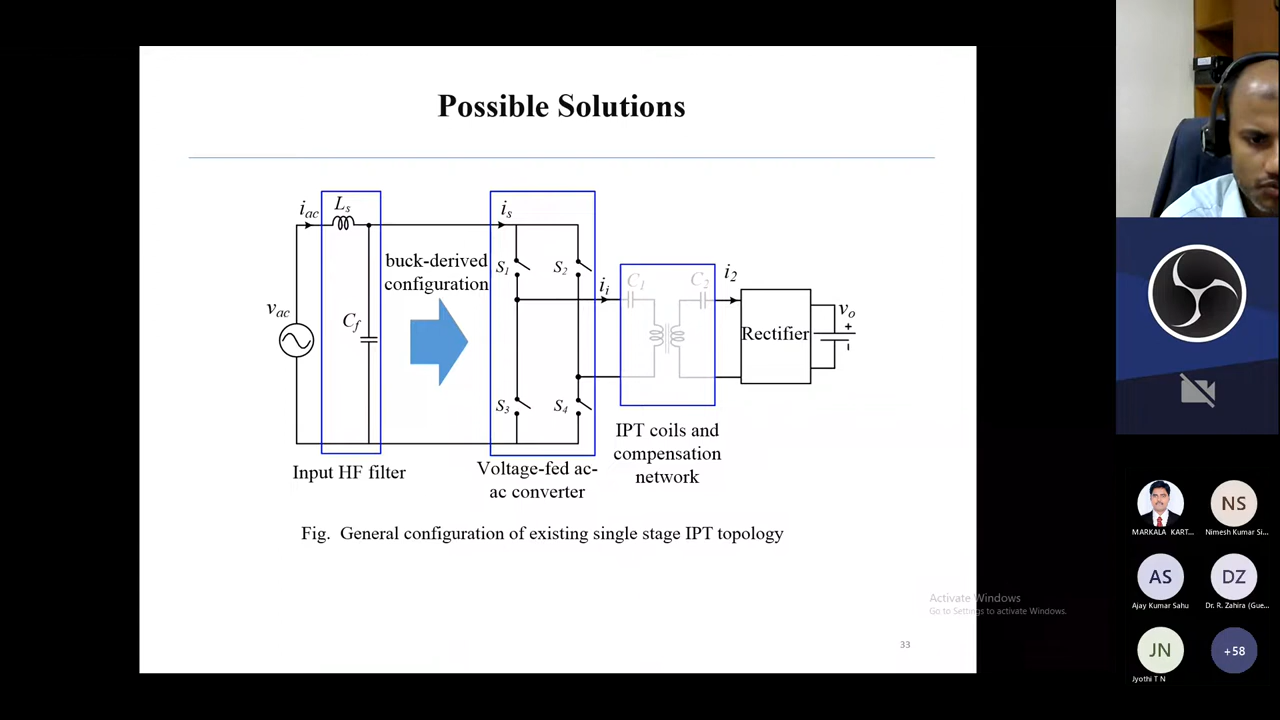 Possible Solutions
i_ac
L_s
i_s
buck-derived
configuration
S_1
S_2
C_1
C_2
i_2
i_i
v_ac
C_f
v_o
+
Rectifier
-
S_3
S_4
IPT coils and
compensation
network
Input HF filter
Voltage-fed ac-
ac converter
Fig. General configuration of existing single stage IPT topology
Activate Windows
Go to Settings to activate Windows.
33
MARKALA KART...
NS
Nimesh Kumar Si...
AS
Ajay Kumar Sahu
DZ
Dr. R. Zahira (Gue...
JN
Jyothi T N
+58